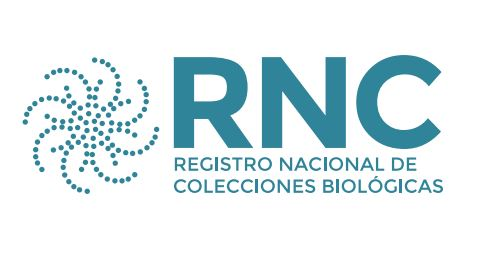 RNC
REGISTRO NACIONAL DE
COLECCIONES BIOLÓGICAS